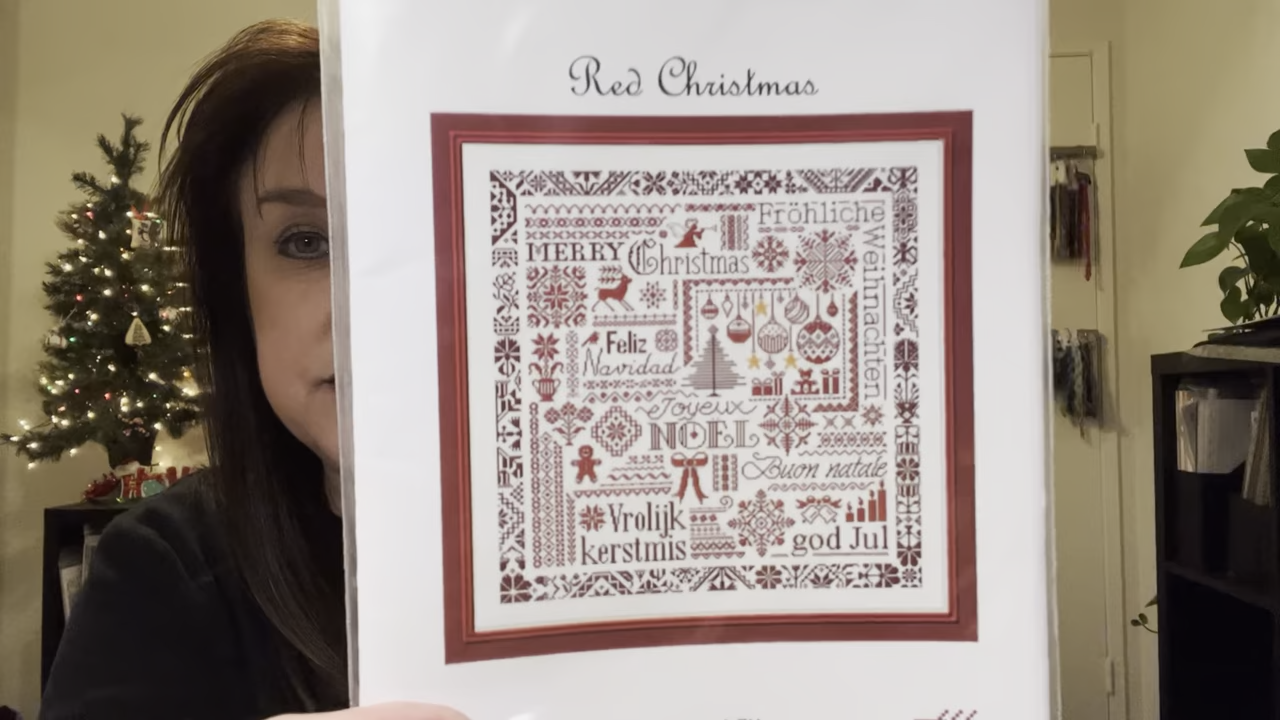 Red Christmas
Fröhliche
Weihnachten
MERRY Christmas
Feliz
Navidad
Joyeux
NOEL
Buon natale
Vrolijk
kerstmis
god Jul